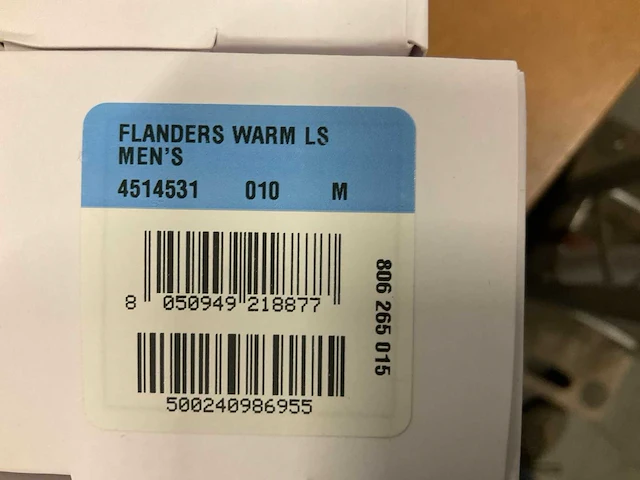 FLANDERS WARM LS
MEN'S
4514531 010 M
8 050949 218877
806 265 015
500240986955